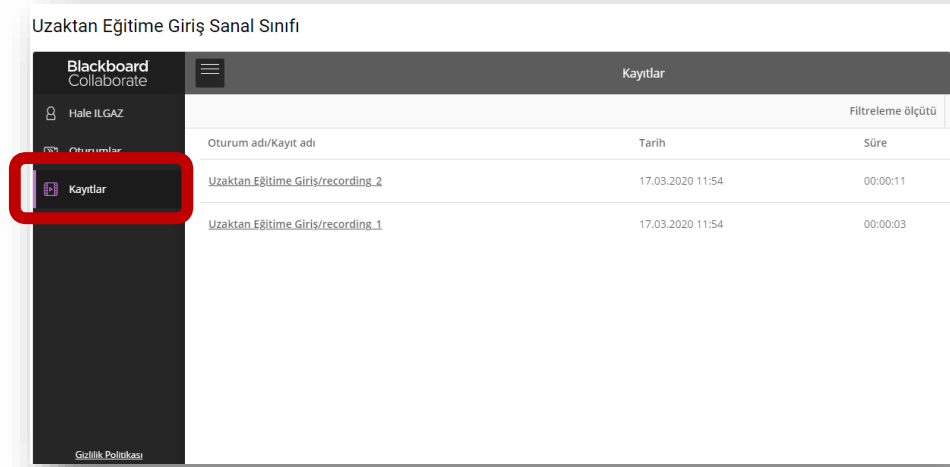 Uzaktan Eğitime Giriş Sanal Sınıfı
Blackboard
Collaborate
Kayıtlar
Hale ILGAZ
Filtreleme ölçütü
Oturumlar
Oturum adı/Kayıt adı Tarih Süre
Kayıtlar
Uzaktan Eğitime Giriş/recording_2 17.03.2020 11:54 00:00:11
Uzaktan Eğitime Giriş/recording_1 17.03.2020 11:54 00:00:03
Gizlilik Politikası